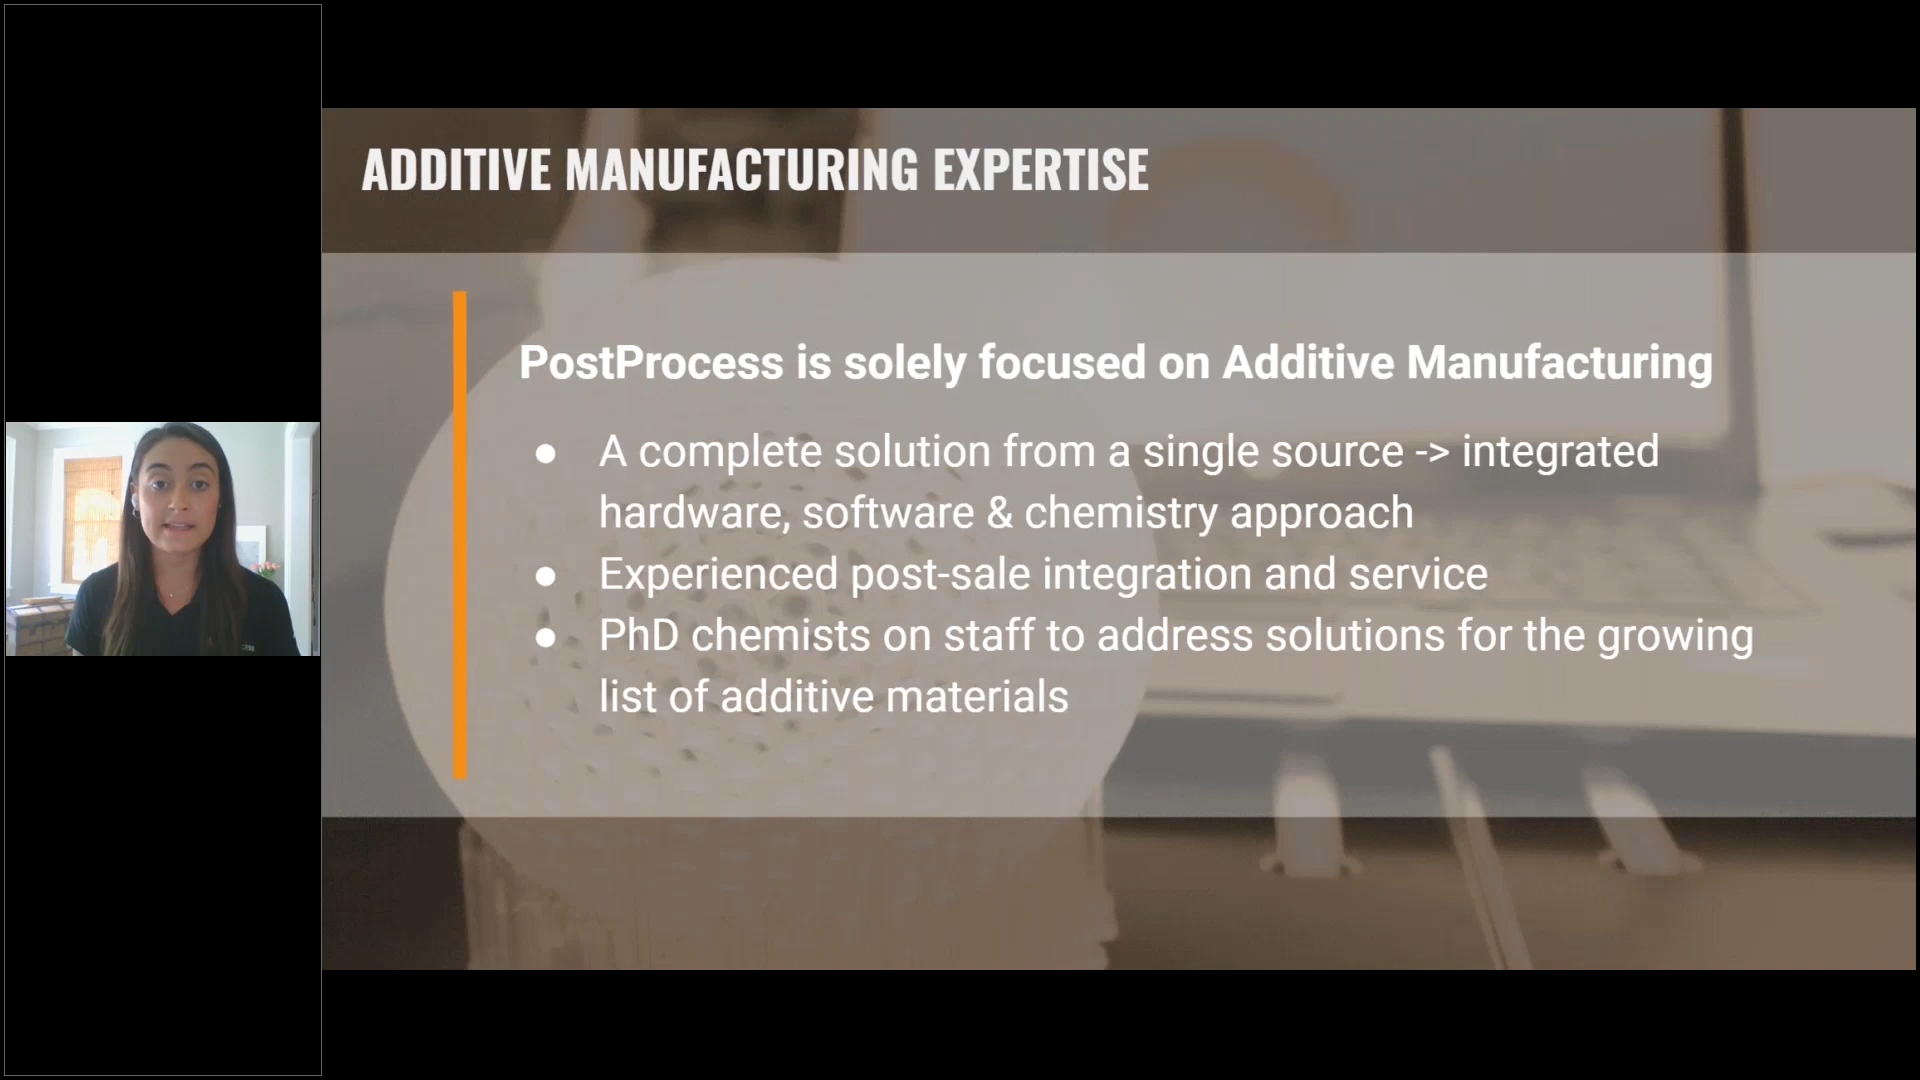 ADDITIVE MANUFACTURING EXPERTISE
PostProcess is solely focused on Additive Manufacturing
● A complete solution from a single source -> integrated
hardware, software & chemistry approach
● Experienced post-sale integration and service
● PhD chemists on staff to address solutions for the growing
list of additive materials